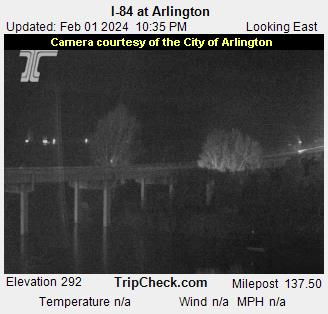 I-84 at Arlington
Updated: Feb 01 2024 10:35 PM Looking East
Camera courtesy of the City of Arlington
Elevation 292 TripCheck.com Milepost 137.50
Temperature n/a Wind n/a MPH n/a